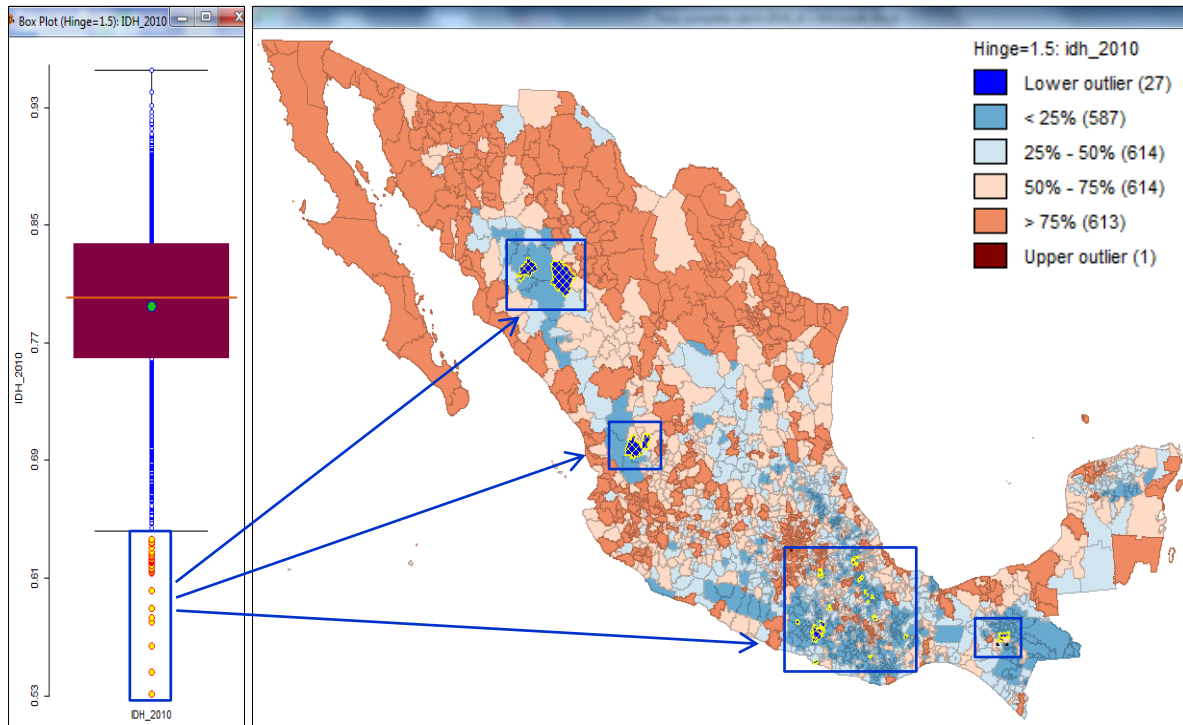 Box Plot (Hinge=1.5): IDH_2010
0.93
0.85
0.77
0.69
0.61
0.53
IDH_2010
IDH_2010
Hinge=1.5: idh_2010
Lower outlier (27)
< 25% (587)
25% - 50% (614)
50% - 75% (614)
> 75% (613)
Upper outlier (1)